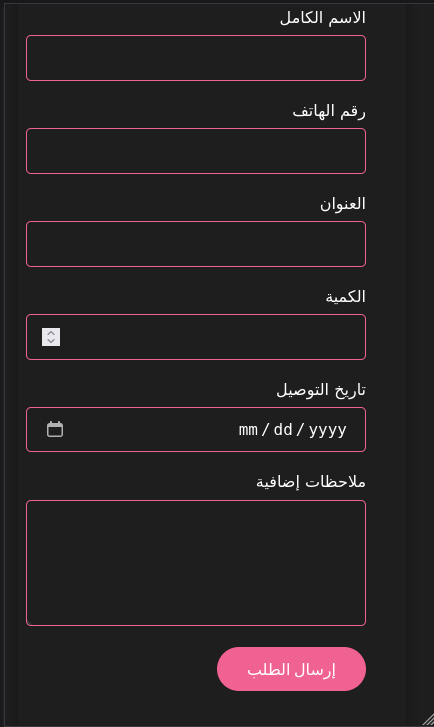 الاسم الكامل
رقم الهاتف
العنوان
الكمية
تاريخ التوصيل
mm/dd/yyyy
ملاحظات إضافية
إرسال الطلب